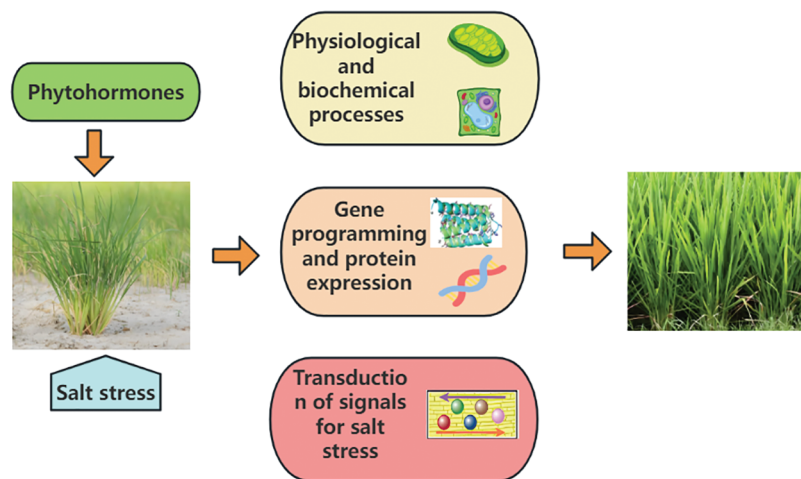 Phytohormones
Salt stress
Physiological
and
biochemical
processes
Gene
programming
and protein
expression
Transductio
n of signals
for salt
stress